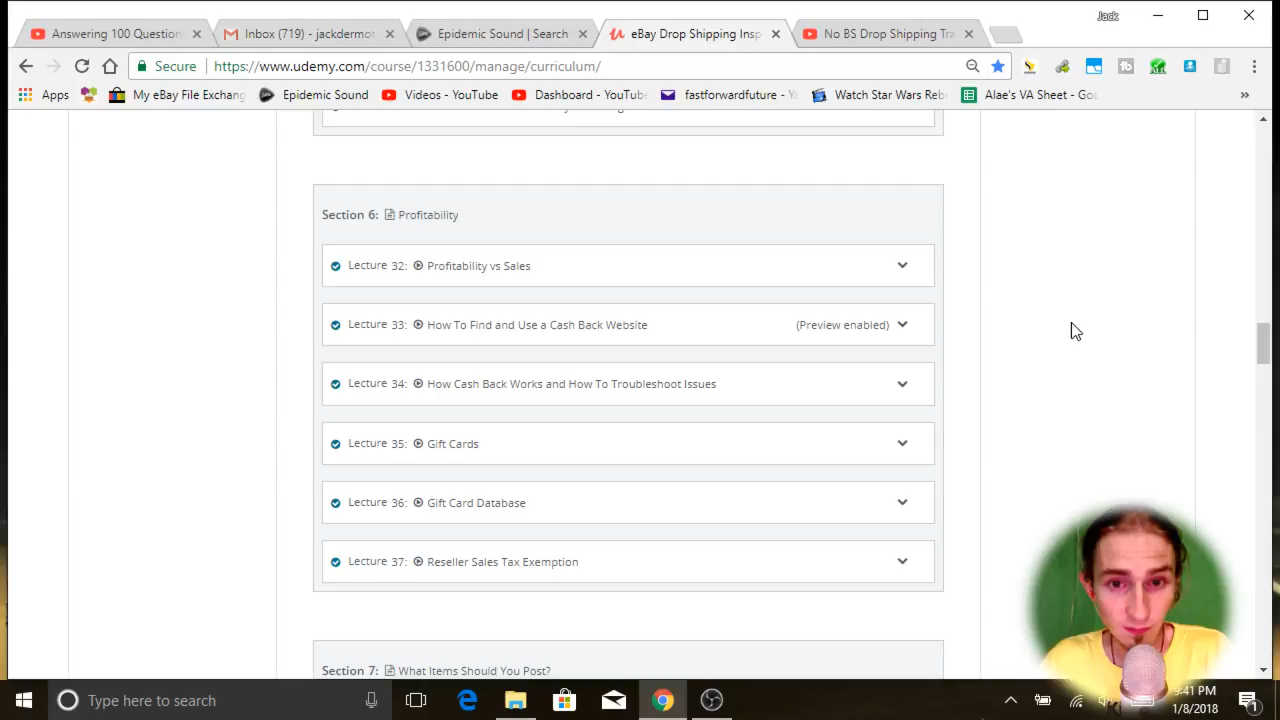 Jack
Answering 100 Question
Inbox (719) - jackdermot
Epidemic Sound | Search
eBay Drop Shipping Insp
No BS Drop Shipping Tra
Secure
https://www.udemy.com/course/1331600/manage/curriculum/
Apps
My eBay File Exchang
Epidemic Sound
Videos - YouTube
Dashboard - YouTube
fastforwardfuture - Y
Watch Star Wars Reb
Alae's VA Sheet - Goo
Section 6: Profitability
Lecture 32: Profitability vs Sales
Lecture 33: How To Find and Use a Cash Back Website (Preview enabled)
Lecture 34: How Cash Back Works and How To Troubleshoot Issues
Lecture 35: Gift Cards
Lecture 36: Gift Card Database
Lecture 37: Reseller Sales Tax Exemption
Section 7: What Items Should You Post?
Type here to search
9:41 PM
1/8/2018